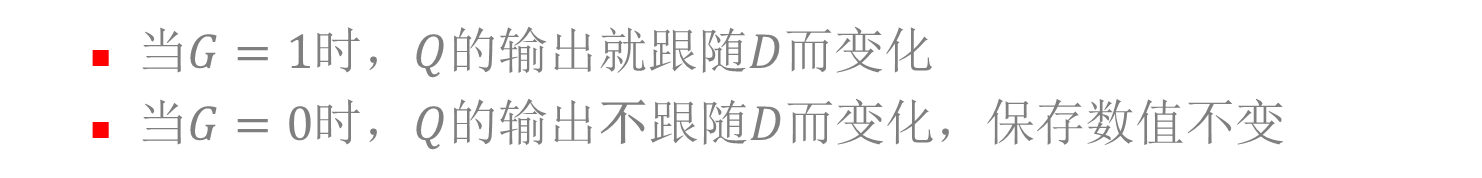 ▪ 当G = 1时，Q的输出就跟随D而变化
▪ 当G = 0时，Q的输出不跟随D而变化，保存数值不变